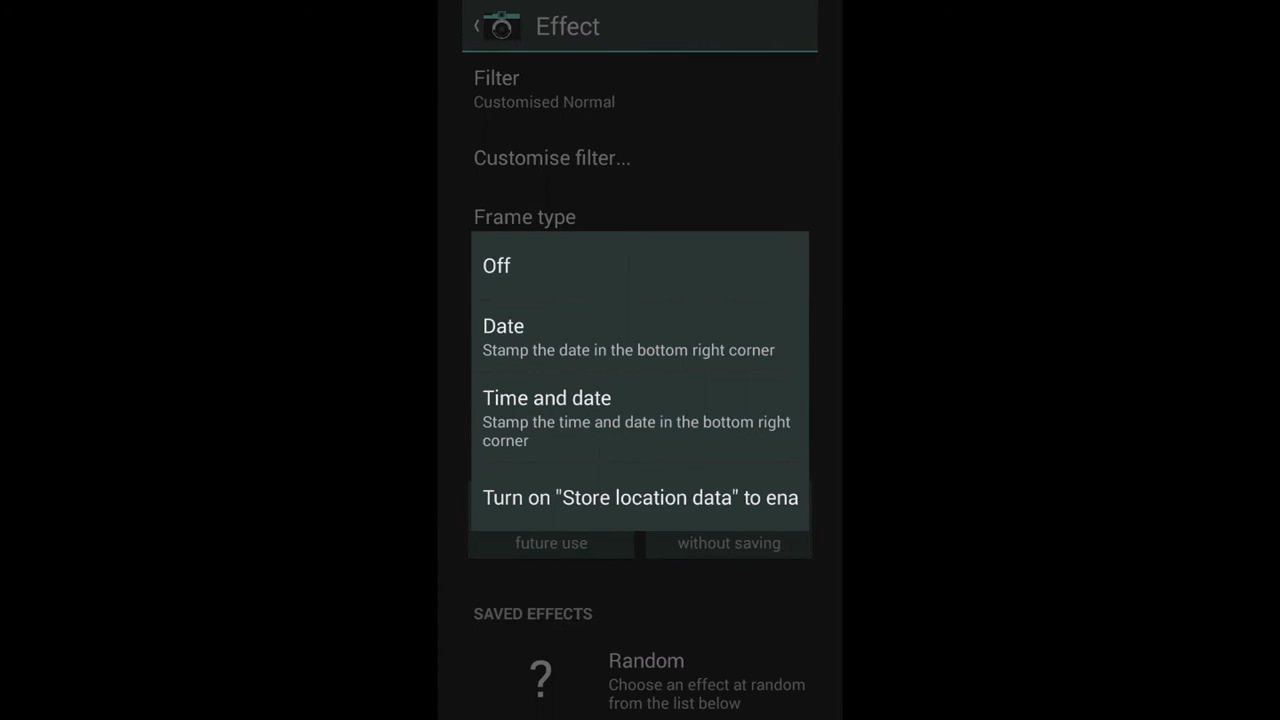 Effect
Filter
Customised Normal
Customise filter...
Frame type
Off
Date
Stamp the date in the bottom right corner
Time and date
Stamp the time and date in the bottom right
corner
Turn on "Store location data" to ena
future use
without saving
SAVED EFFECTS
?
Random
Choose an effect at random
from the list below